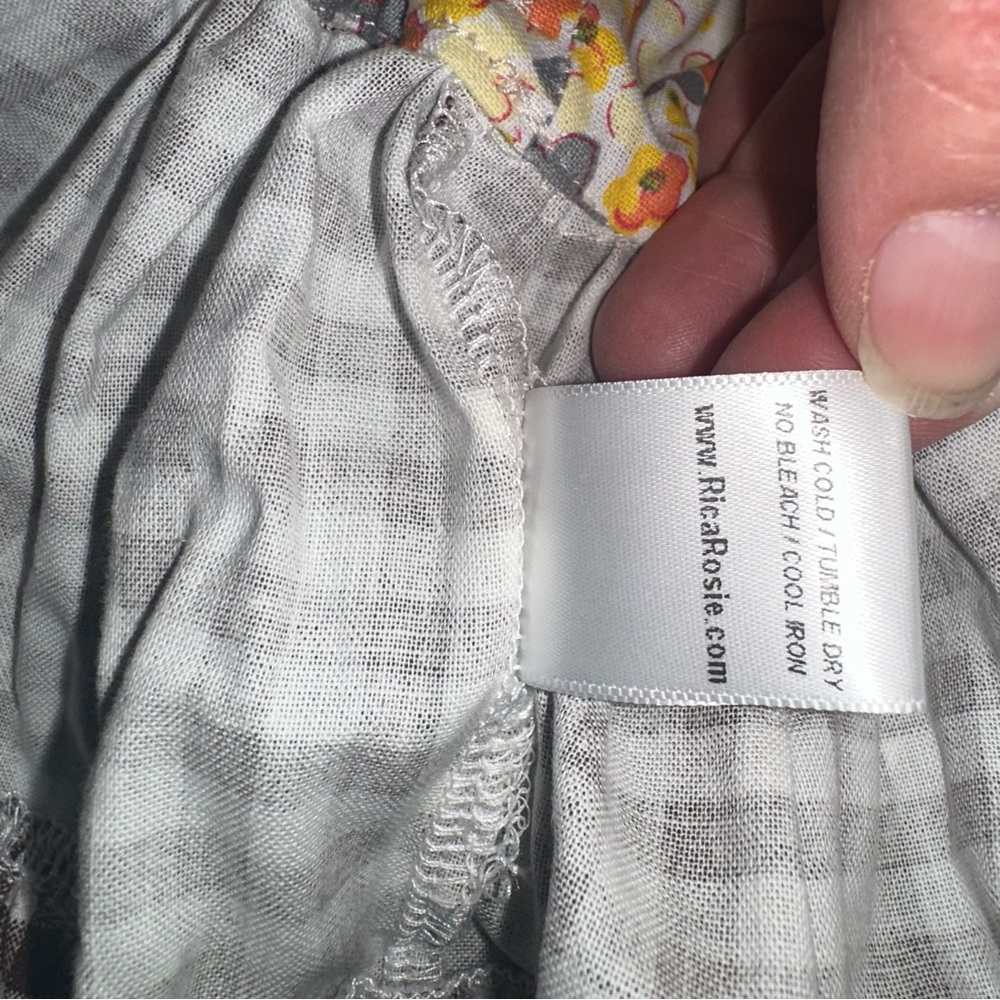 WASH COLD / TUMBLE DRY
NO BLEACH / COOL IRON
www.RicaRosie.com